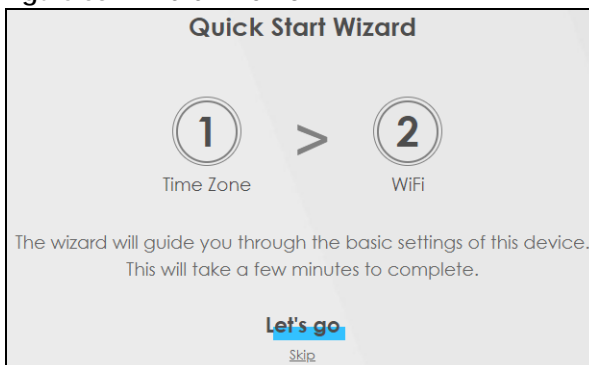 Quick Start Wizard
1 > 2
Time Zone WiFi
The wizard will guide you through the basic settings of this device.
This will take a few minutes to complete.
Let's go
Skip